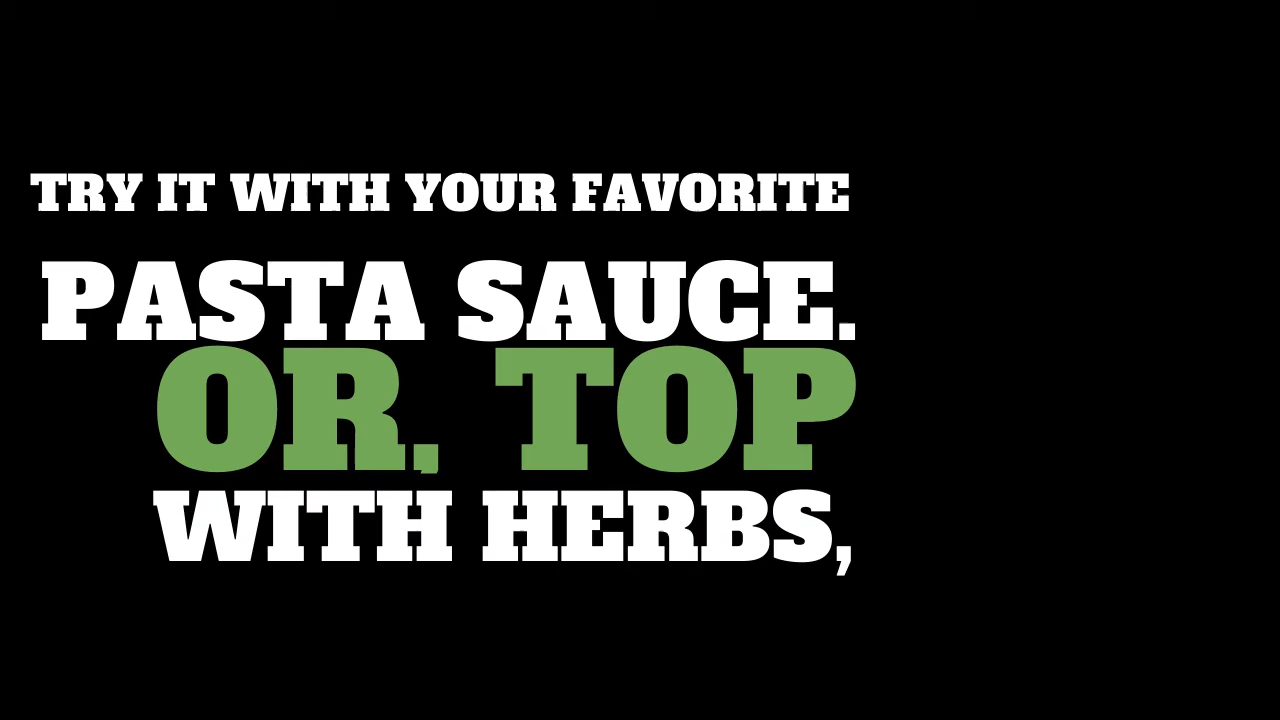 TRY IT WITH YOUR FAVORITE
PASTA SAUCE.
OR, TOP
WITH HERBS,